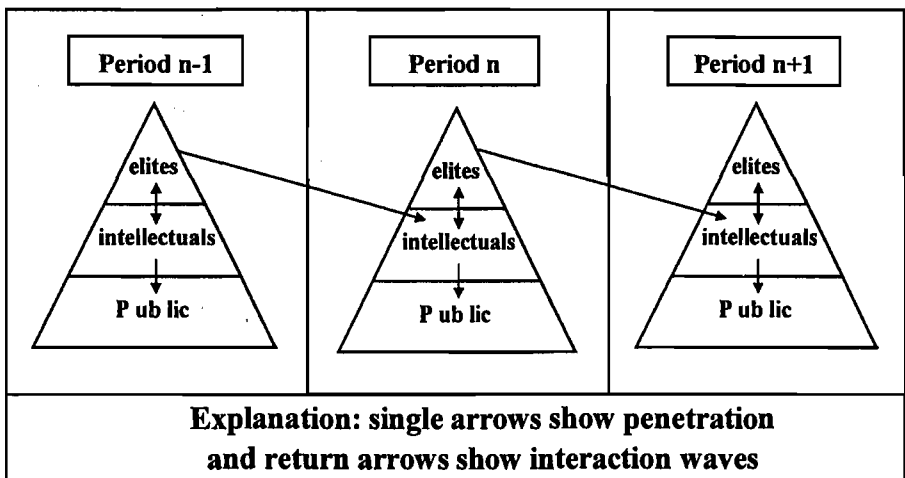 Period n-1
Period n
Period n+1
elites
elites
elites
intellectuals
intellectuals
intellectuals
P ub lic
P ub lic
P ub lic
Explanation: single arrows show penetration
and return arrows show interaction waves